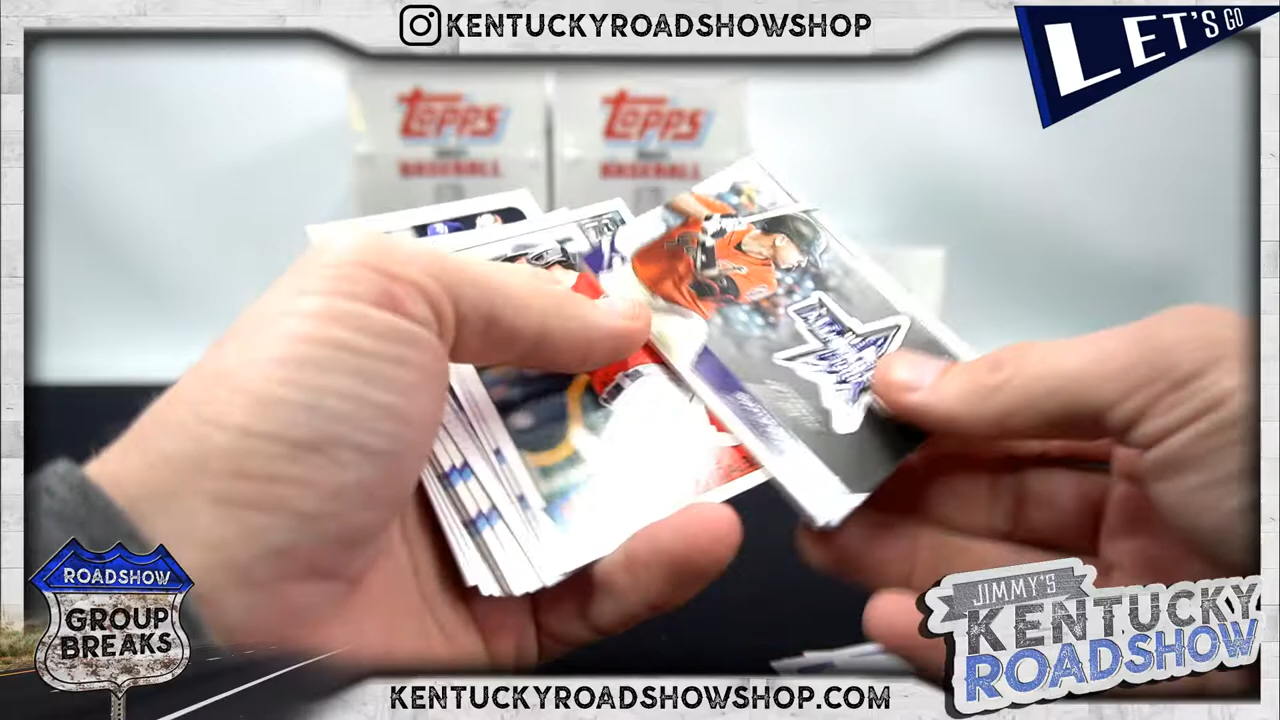 KENTUCKYROADSHOWSHOP
LET'S GO
TOPPS
TOPPS
BASEBALL
BASEBALL
ROADSHOW
GROUP
BREAKS
JIMMY'S
KENTUCKY
ROADSHOW
KENTUCKYROADSHOWSHOP.COM